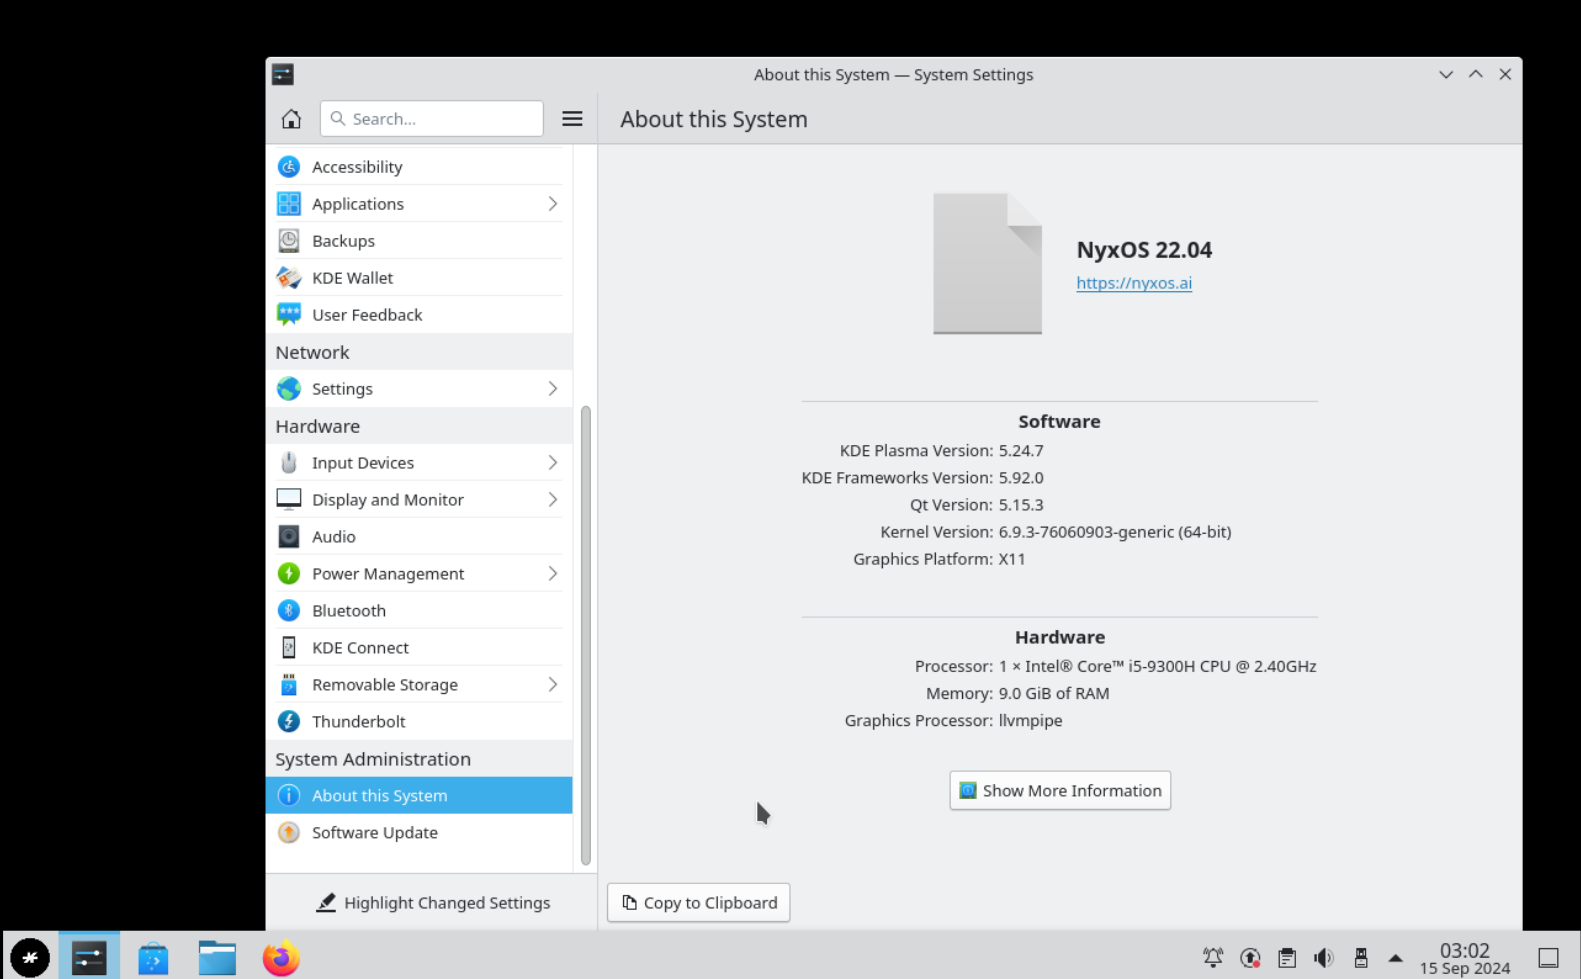 About this System — System Settings
Search...
About this System
Accessibility
Applications
Backups
KDE Wallet
User Feedback
Network
Settings
Hardware
Input Devices
Display and Monitor
Audio
Power Management
Bluetooth
KDE Connect
Removable Storage
Thunderbolt
System Administration
About this System
Software Update
Highlight Changed Settings
NyxOS 22.04
https://nyxos.ai
Software
KDE Plasma Version: 5.24.7
KDE Frameworks Version: 5.92.0
Qt Version: 5.15.3
Kernel Version: 6.9.3-76060903-generic (64-bit)
Graphics Platform: X11
Hardware
Processor: 1 × Intel® Core™ i5-9300H CPU @ 2.40GHz
Memory: 9.0 GiB of RAM
Graphics Processor: llvmpipe
Show More Information
Copy to Clipboard
03:02
15 Sep 2024